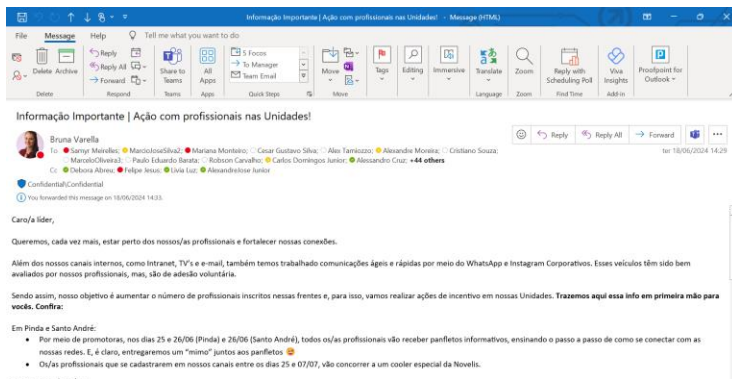 Informação Importante | Ação com profissionais nas Unidades! - Message (HTML)
File Message Help Tell me what you want to do
Delete Archive
Reply
Reply All
Forward
Share to Teams
All Apps
5 Focos
To Manager
Team Email
Move
Tags
Editing
Immersive
Translate
Zoom
Reply with Scheduling Poll
Viva Insights
Proofpoint for Outlook
Delete Respond Teams Apps Quick Steps Move Language Zoom Find Time Add-in
Informação Importante | Ação com profissionais nas Unidades!
Bruna Varella
Reply Reply All Forward
To Samyr Meirelles; MarcioJoseSilva2; Mariana Monteiro; Cesar Gustavo Silva; Alex Tamiozzo; Alexandre Moreira; Cristiano Souza;
MarceloOliveira3; Paulo Eduardo Barata; Robson Carvalho; Carlos Domingos Junior; Alessandro Cruz; +44 others
ter 18/06/2024 14:29
Cc Debora Abreu; Felipe Jesus; Livia Luz; AlexandreJose Junior
Confidential\Confidential
You forwarded this message on 18/06/2024 14:33.
Caro/a líder,
Queremos, cada vez mais, estar perto dos nossos/as profissionais e fortalecer nossas conexões.
Além dos nossos canais internos, como Intranet, TV's e e-mail, também temos trabalhado comunicações ágeis e rápidas por meio do WhatsApp e Instagram Corporativos. Esses veículos têm sido bem
avaliados por nossos profissionais, mas, são de adesão voluntária.
Sendo assim, nosso objetivo é aumentar o número de profissionais inscritos nessas frentes e, para isso, vamos realizar ações de incentivo em nossas Unidades. Trazemos aqui essa info em primeira mão para
vocês. Confira:
Em Pinda e Santo André:
• Por meio de promotoras, nos dias 25 e 26/06 (Pinda) e 26/06 (Santo André), todos os/as profissionais vão receber panfletos informativos, ensinando o passo a passo de como se conectar com as
nossas redes. E, é claro, entregaremos um "mimo" juntos aos panfletos 😊
• Os/as profissionais que se cadastrarem em nossos canais entre os dias 25 e 07/07, vão concorrer a um cooler especial da Novelis.